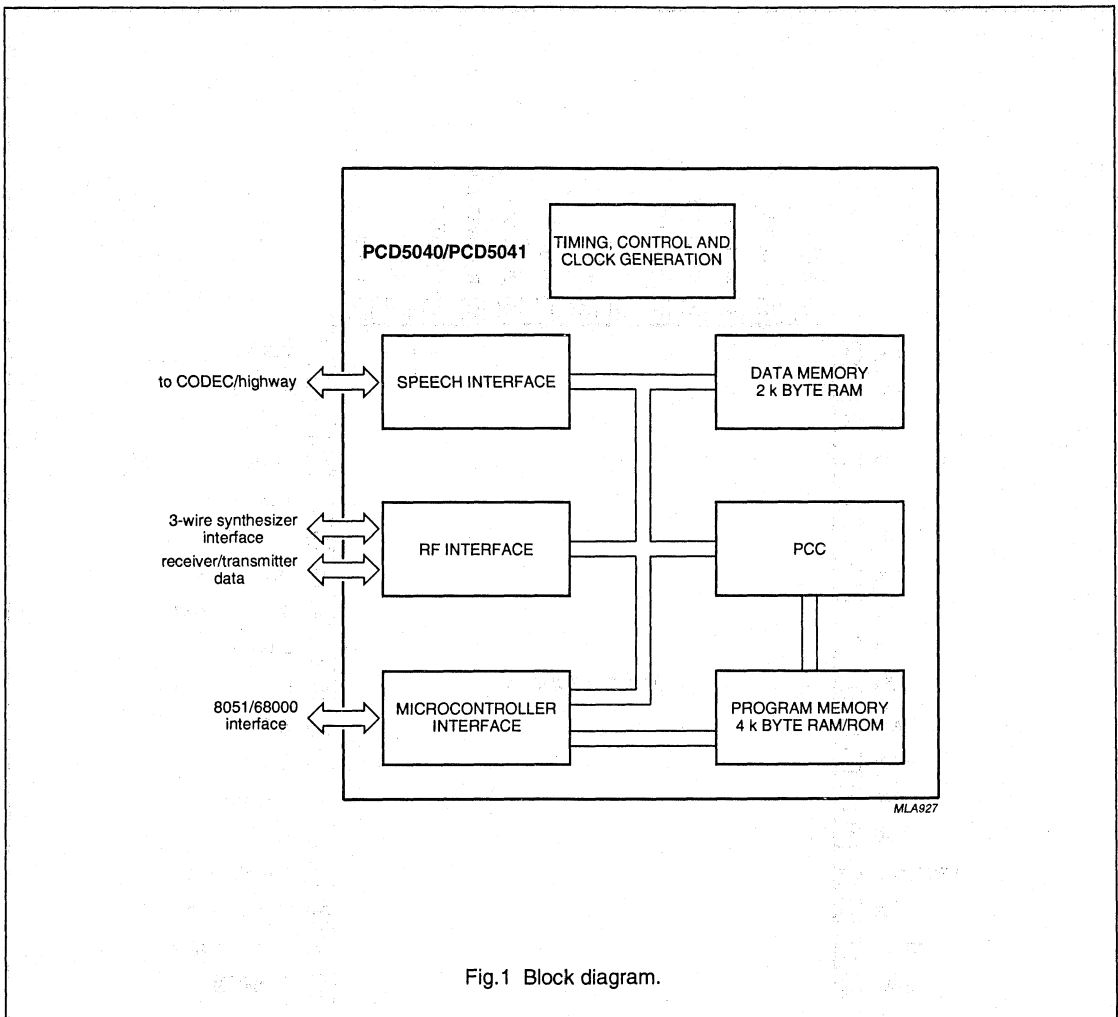 PCD5040/PCD5041
TIMING, CONTROL AND
CLOCK GENERATION
to CODEC/highway
SPEECH INTERFACE
DATA MEMORY
2 k BYTE RAM
3-wire synthesizer
interface
receiver/transmitter
data
RF INTERFACE
PCC
8051/68000
interface
MICROCONTROLLER
INTERFACE
PROGRAM MEMORY
4 k BYTE RAM/ROM
MLA927
Fig.1 Block diagram.